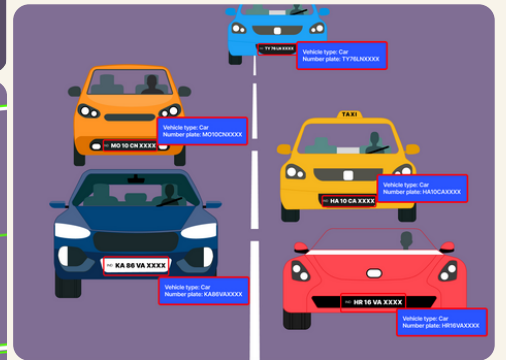 TY 76 LN XXXX
Vehicle type: Car
Number plate: TY76LNXXXX
MO 10 CN XXXX
Vehicle type: Car
Number plate: MO10CNXXXX
TAXI
HA 10 CA XXXX
Vehicle type: Car
Number plate: HA10CAXXXX
KA 86 VA XXXX
Vehicle type: Car
Number plate: KA86VAXXXX
HR 16 VA XXXX
Vehicle type: Car
Number plate: HR16VAXXXX